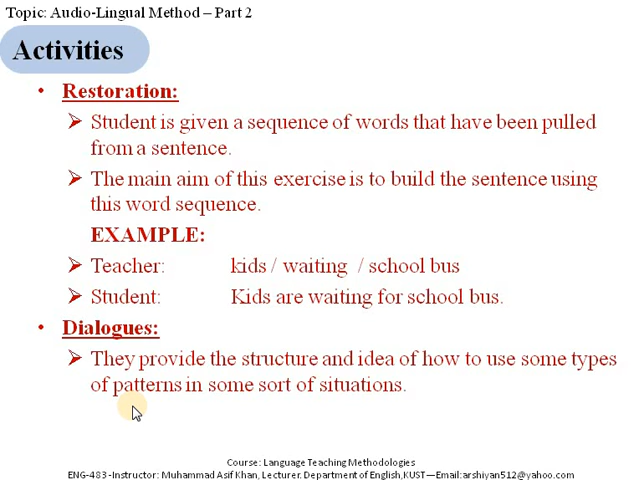 Topic: Audio-Lingual Method – Part 2
Activities
• Restoration:
➢ Student is given a sequence of words that have been pulled
from a sentence.
➢ The main aim of this exercise is to build the sentence using
this word sequence.
EXAMPLE:
➢ Teacher: kids / waiting / school bus
➢ Student: Kids are waiting for school bus.
• Dialogues:
➢ They provide the structure and idea of how to use some types
of patterns in some sort of situations.
Course: Language Teaching Methodologies
ENG-483 -Instructor: Muhammad Asif Khan, Lecturer. Department of English,KUST—Email:arshiyan512@yahoo.com